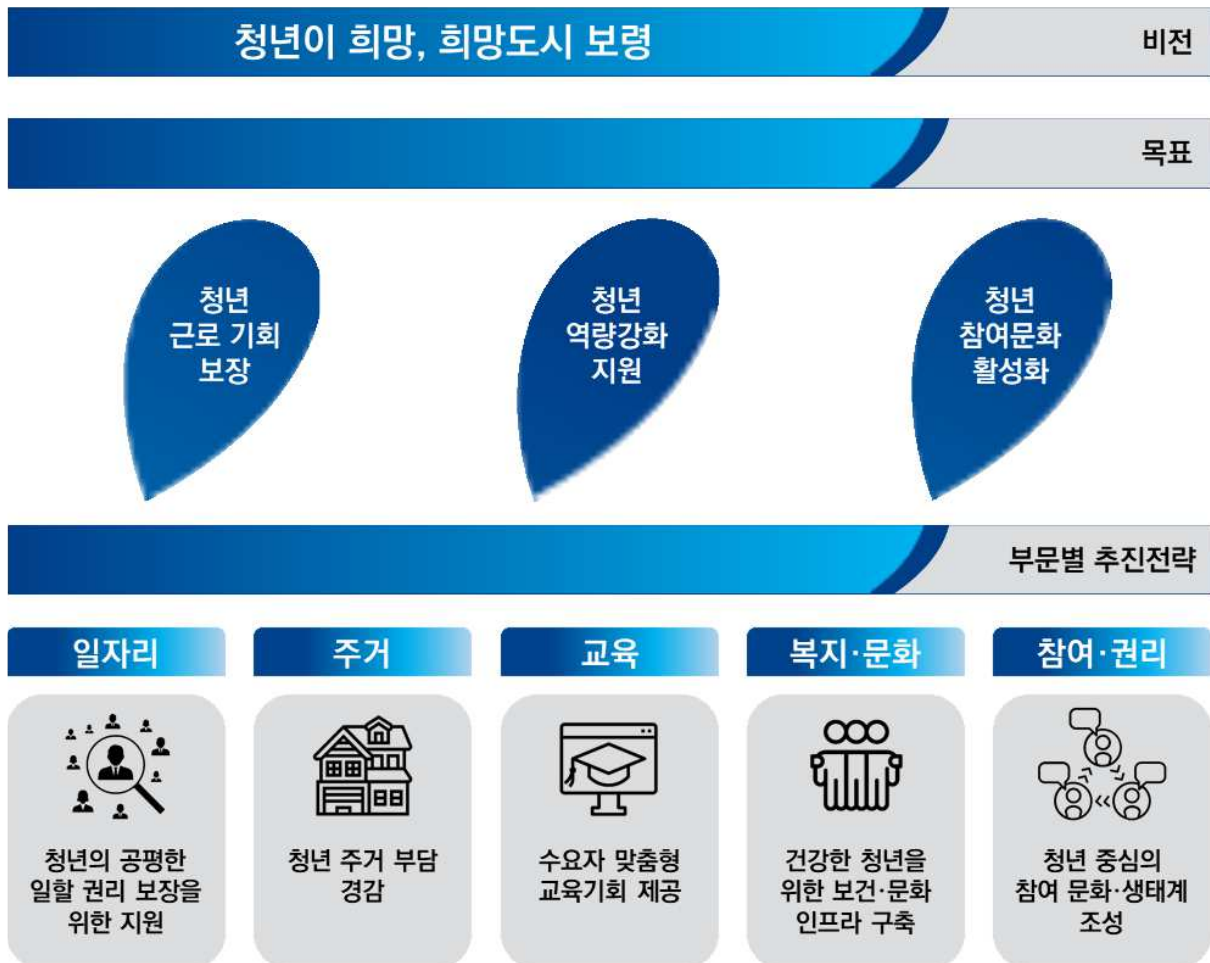 청년이 희망, 희망도시 보령
비전
목표
청년
근로 기회
보장
청년
역량강화
지원
청년
참여문화
활성화
부문별 추진전략
일자리
주거
교육
복지·문화
참여·권리
청년의 공평한
일할 권리 보장을
위한 지원
청년 주거 부담
경감
수요자 맞춤형
교육기회 제공
건강한 청년을
위한 보건·문화
인프라 구축
청년 중심의
참여 문화·생태계
조성